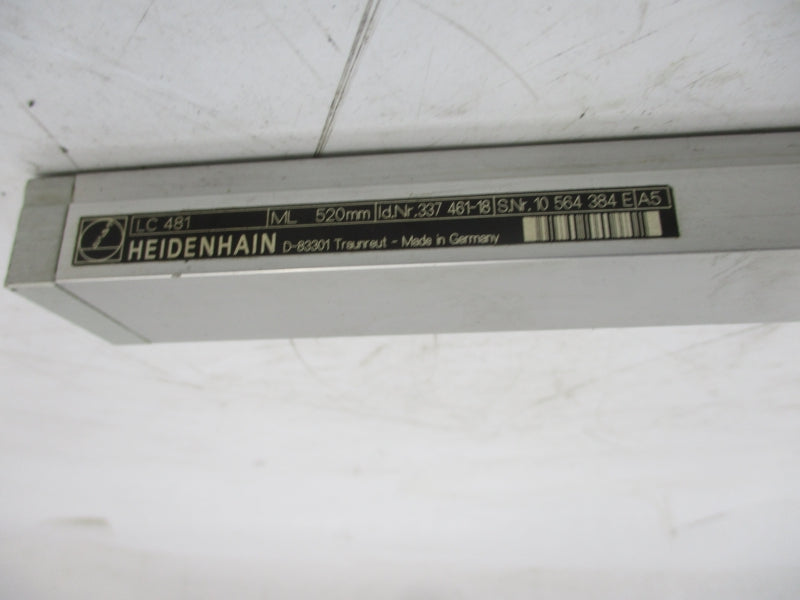 LC 481 ML 520mm Id.Nr.337 461-18 S.Nr. 10 564 384 E A5
HEIDENHAIN D-83301 Traunreut - Made in Germany